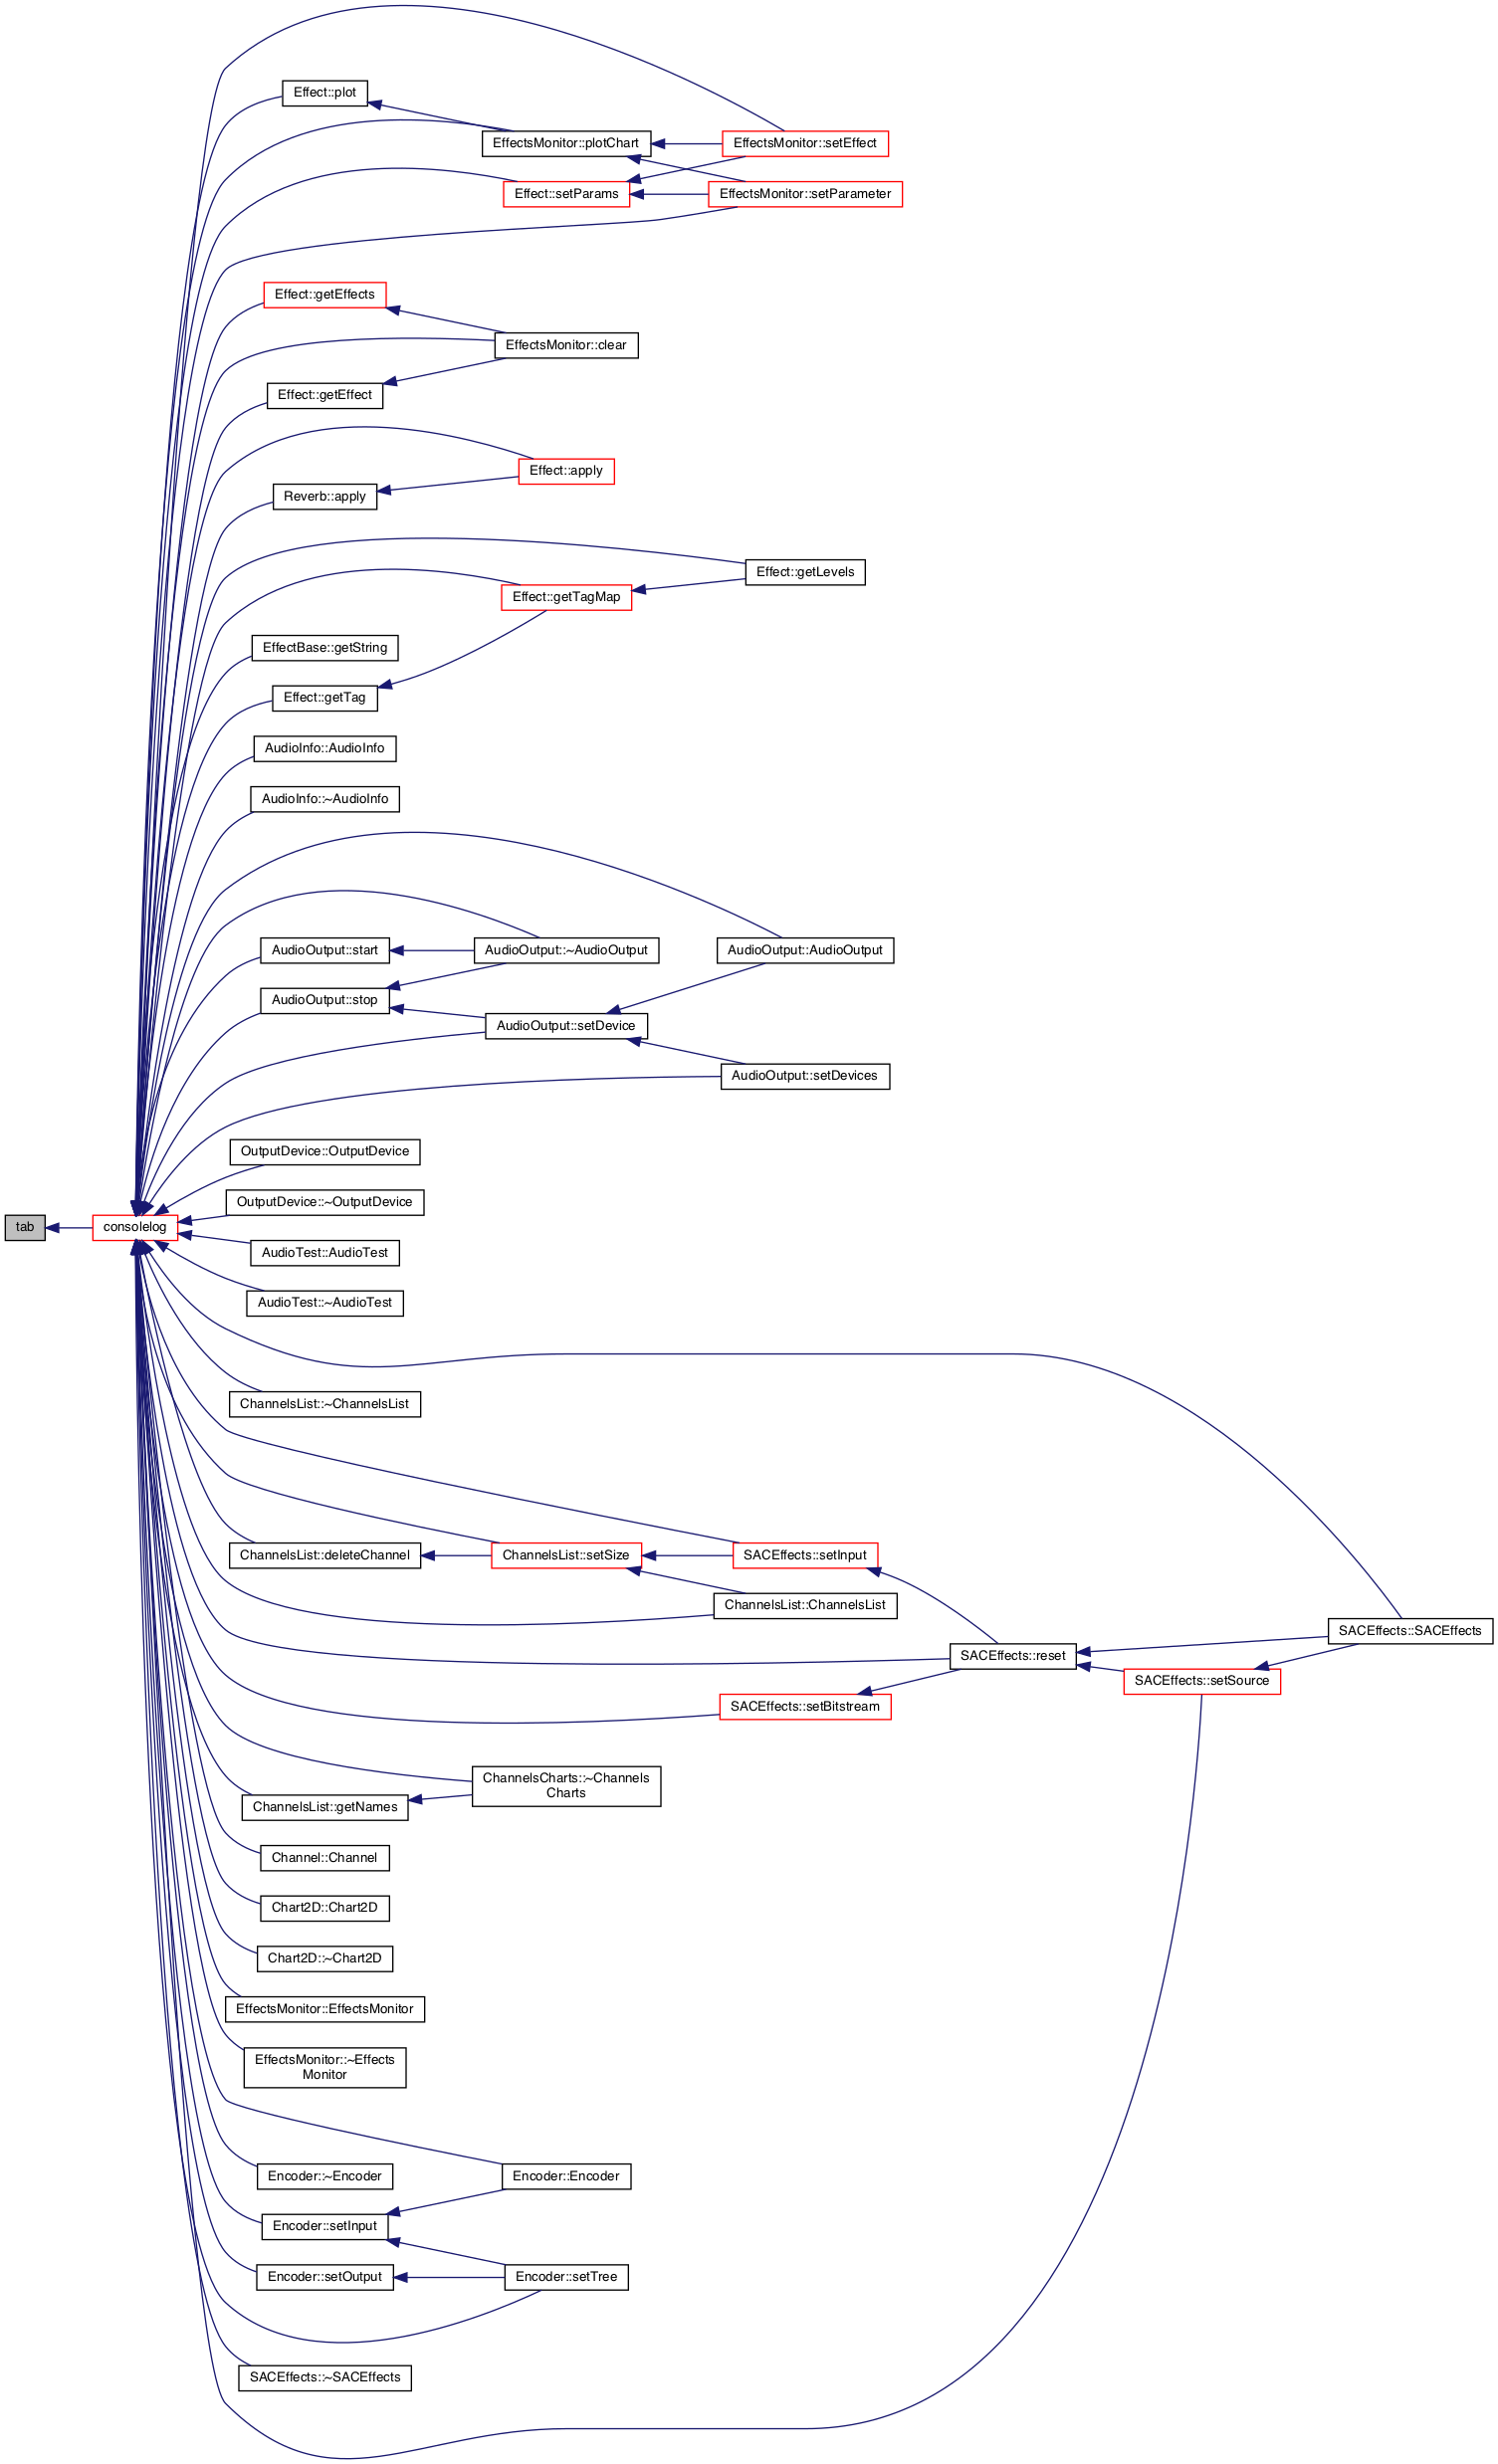 Effect::plot
EffectsMonitor::plotChart
EffectsMonitor::setEffect
Effect::setParams
EffectsMonitor::setParameter
Effect::getEffects
EffectsMonitor::clear
Effect::getEffect
Effect::apply
Reverb::apply
Effect::getLevels
Effect::getTagMap
EffectBase::getString
Effect::getTag
AudioInfo::AudioInfo
AudioInfo::~AudioInfo
AudioOutput::start
AudioOutput::~AudioOutput
AudioOutput::AudioOutput
AudioOutput::stop
AudioOutput::setDevice
AudioOutput::setDevices
OutputDevice::OutputDevice
OutputDevice::~OutputDevice
tab
consolelog
AudioTest::AudioTest
AudioTest::~AudioTest
ChannelsList::~ChannelsList
ChannelsList::deleteChannel
ChannelsList::setSize
SACEffects::setInput
ChannelsList::ChannelsList
SACEffects::SACEffects
SACEffects::reset
SACEffects::setSource
SACEffects::setBitstream
ChannelsCharts::~Channels
Charts
ChannelsList::getNames
Channel::Channel
Chart2D::Chart2D
Chart2D::~Chart2D
EffectsMonitor::EffectsMonitor
EffectsMonitor::~Effects
Monitor
Encoder::~Encoder
Encoder::Encoder
Encoder::setInput
Encoder::setOutput
Encoder::setTree
SACEffects::~SACEffects